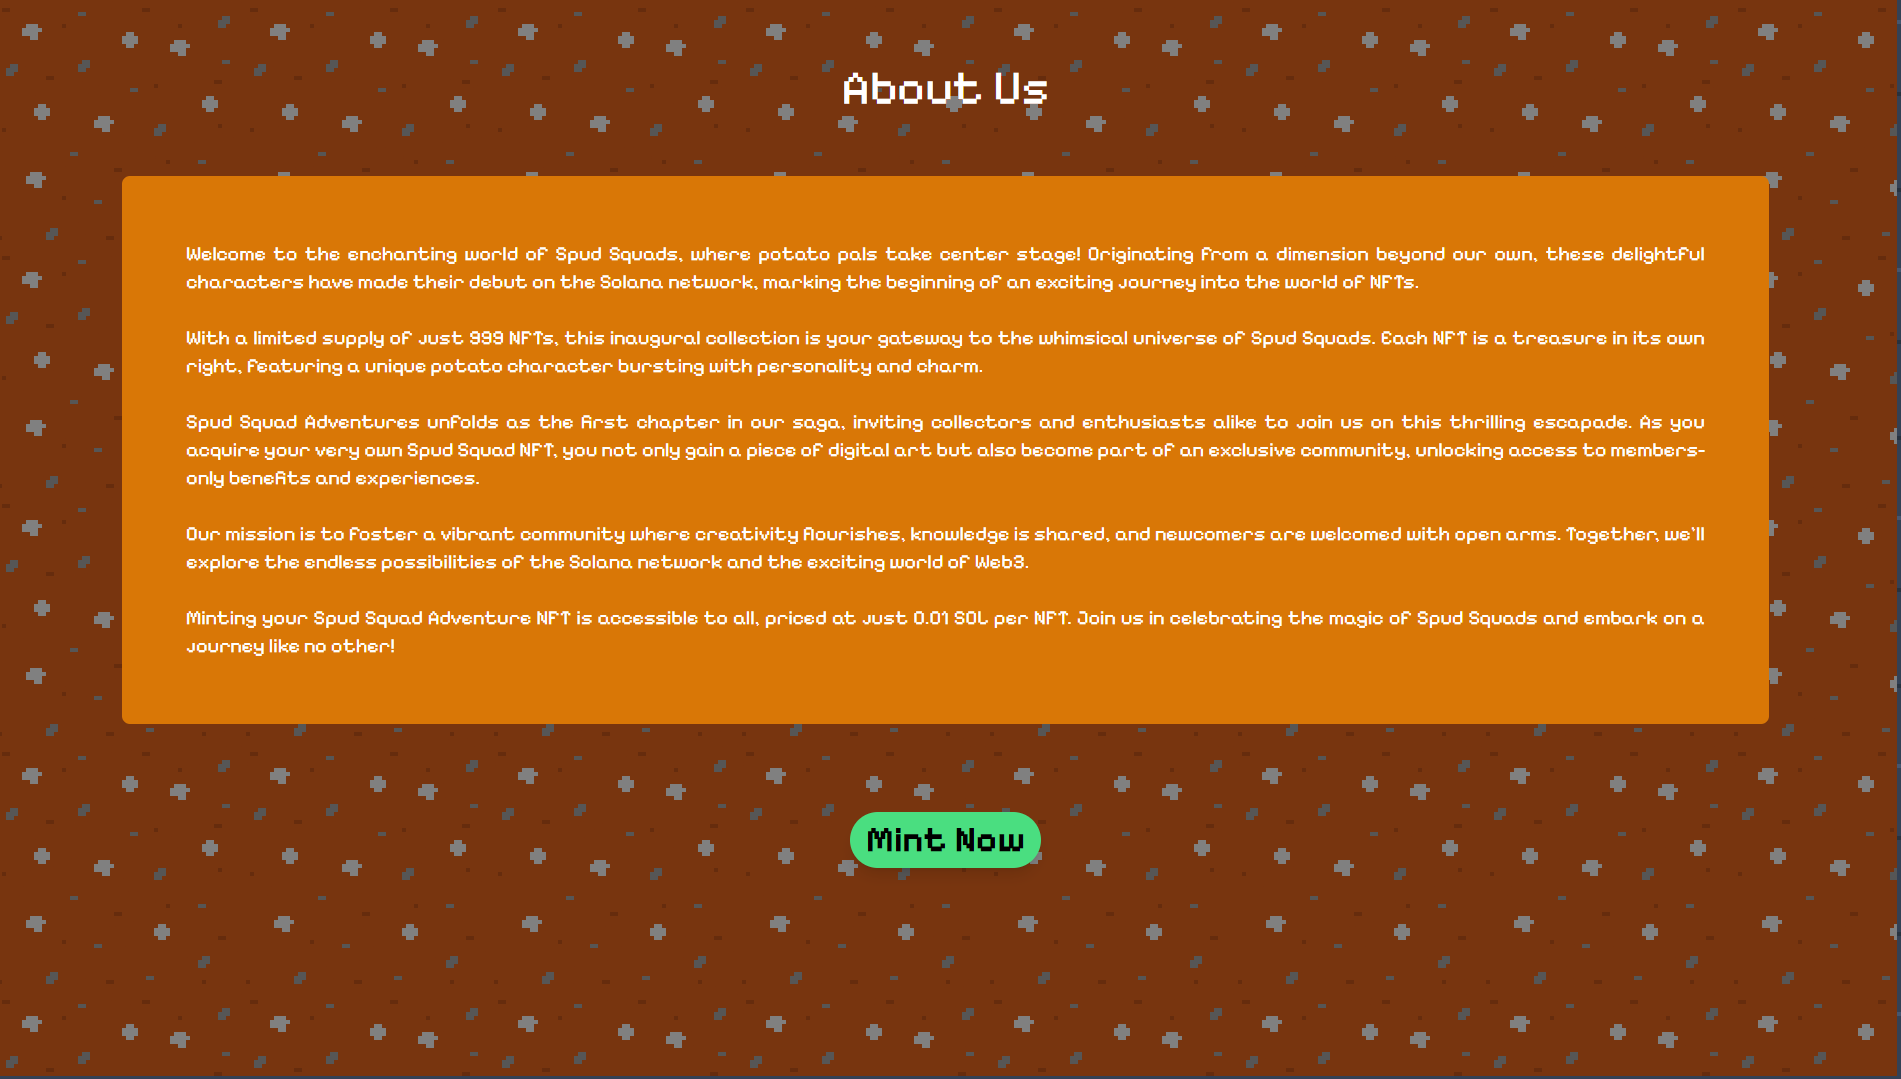 About Us
Welcome to the enchanting world of Spud Squads, where potato pals take center stage! Originating from a dimension beyond our own, these delightful
characters have made their debut on the Solana network, marking the beginning of an exciting journey into the world of NFTs.
With a limited supply of just 999 NFTs, this inaugural collection is your gateway to the whimsical universe of Spud Squads. Each NFT is a treasure in its own
right, featuring a unique potato character bursting with personality and charm.
Spud Squad Adventures unfolds as the first chapter in our saga, inviting collectors and enthusiasts alike to join us on this thrilling escapade. As you
acquire your very own Spud Squad NFT, you not only gain a piece of digital art but also become part of an exclusive community, unlocking access to members-
only benefits and experiences.
Our mission is to foster a vibrant community where creativity flourishes, knowledge is shared, and newcomers are welcomed with open arms. Together, we'll
explore the endless possibilities of the Solana network and the exciting world of Web3.
Minting your Spud Squad Adventure NFT is accessible to all, priced at just 0.01 SOL per NFT. Join us in celebrating the magic of Spud Squads and embark on a
journey like no other!
Mint Now